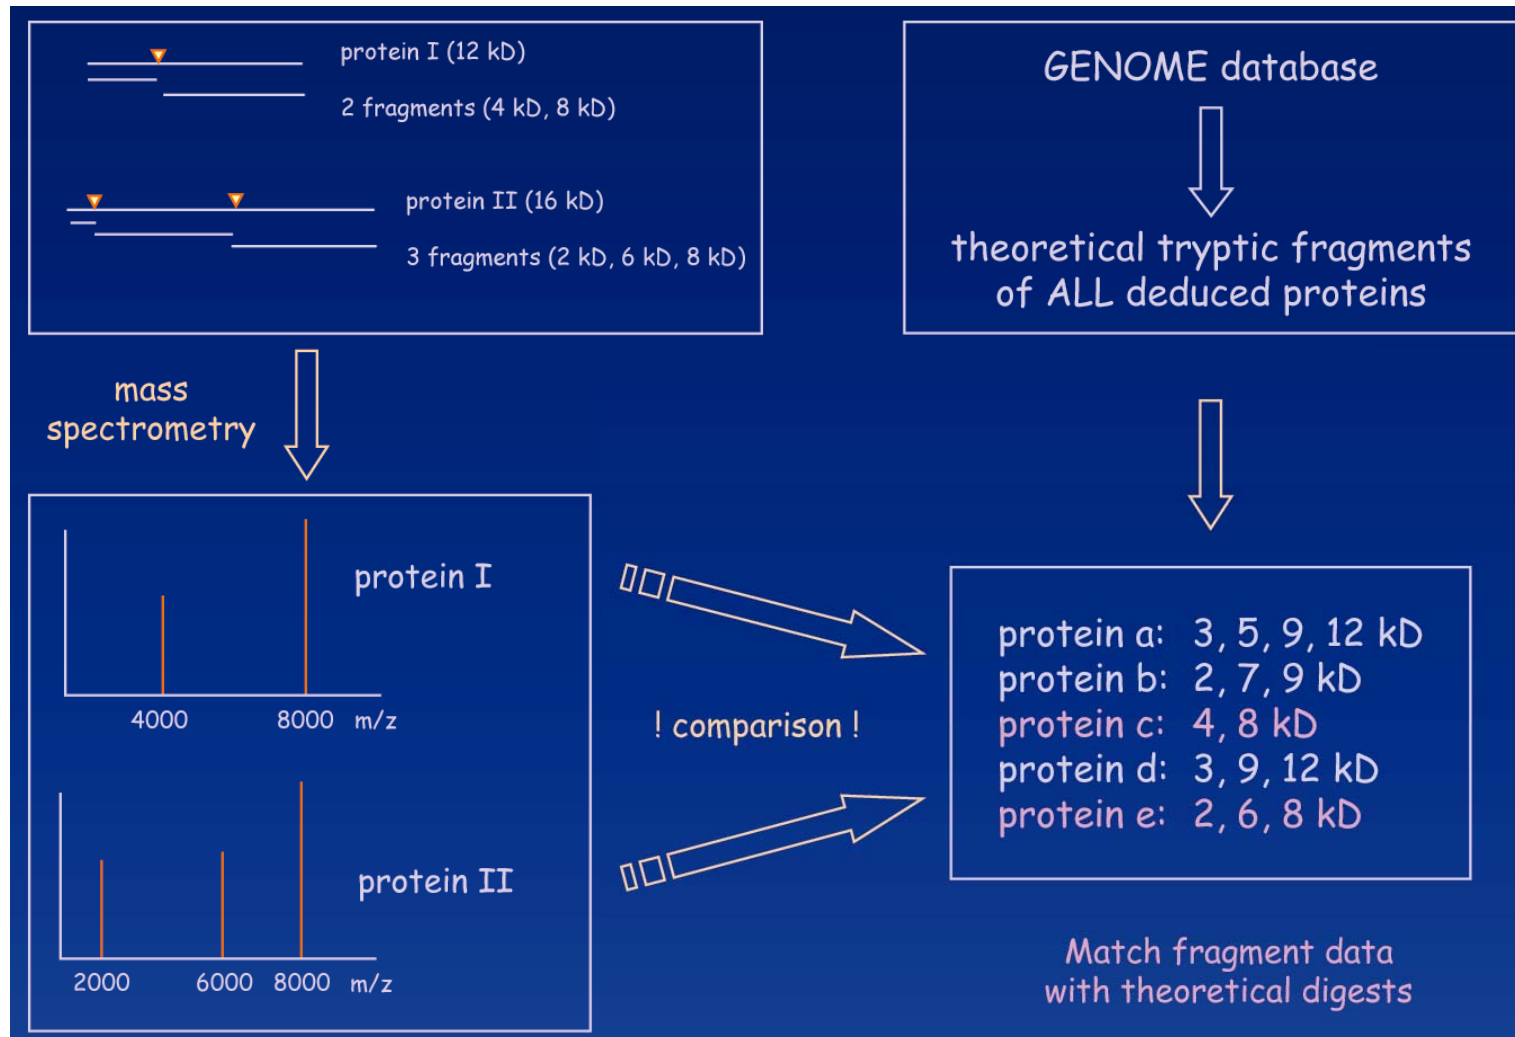 protein I (12 kD)
2 fragments (4 kD, 8 kD)
protein II (16 kD)
3 fragments (2 kD, 6 kD, 8 kD)
GENOME database
theoretical tryptic fragments
of ALL deduced proteins
mass
spectrometry
protein I
4000 8000 m/z
protein II
2000 6000 8000 m/z
! comparison !
protein a: 3, 5, 9, 12 kD
protein b: 2, 7, 9 kD
protein c: 4, 8 kD
protein d: 3, 9, 12 kD
protein e: 2, 6, 8 kD
Match fragment data
with theoretical digests